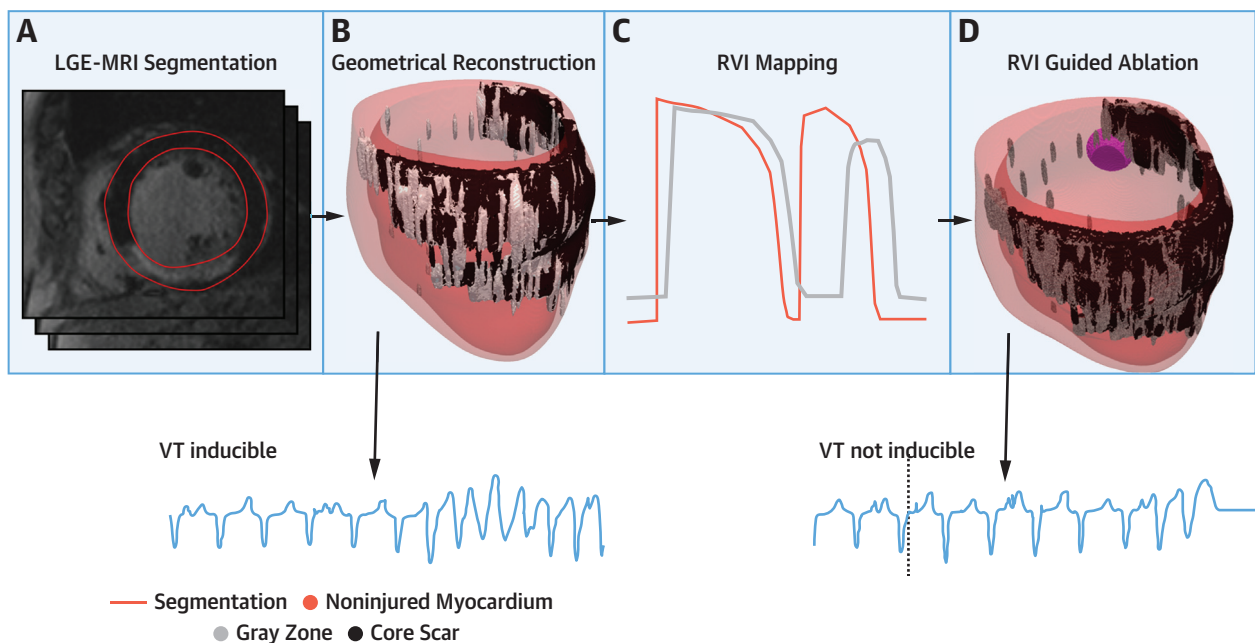 A
LGE-MRI Segmentation
B
Geometrical Reconstruction
C
RVI Mapping
D
RVI Guided Ablation
VT inducible
VT not inducible
Segmentation
Noninjured Myocardium
Gray Zone
Core Scar